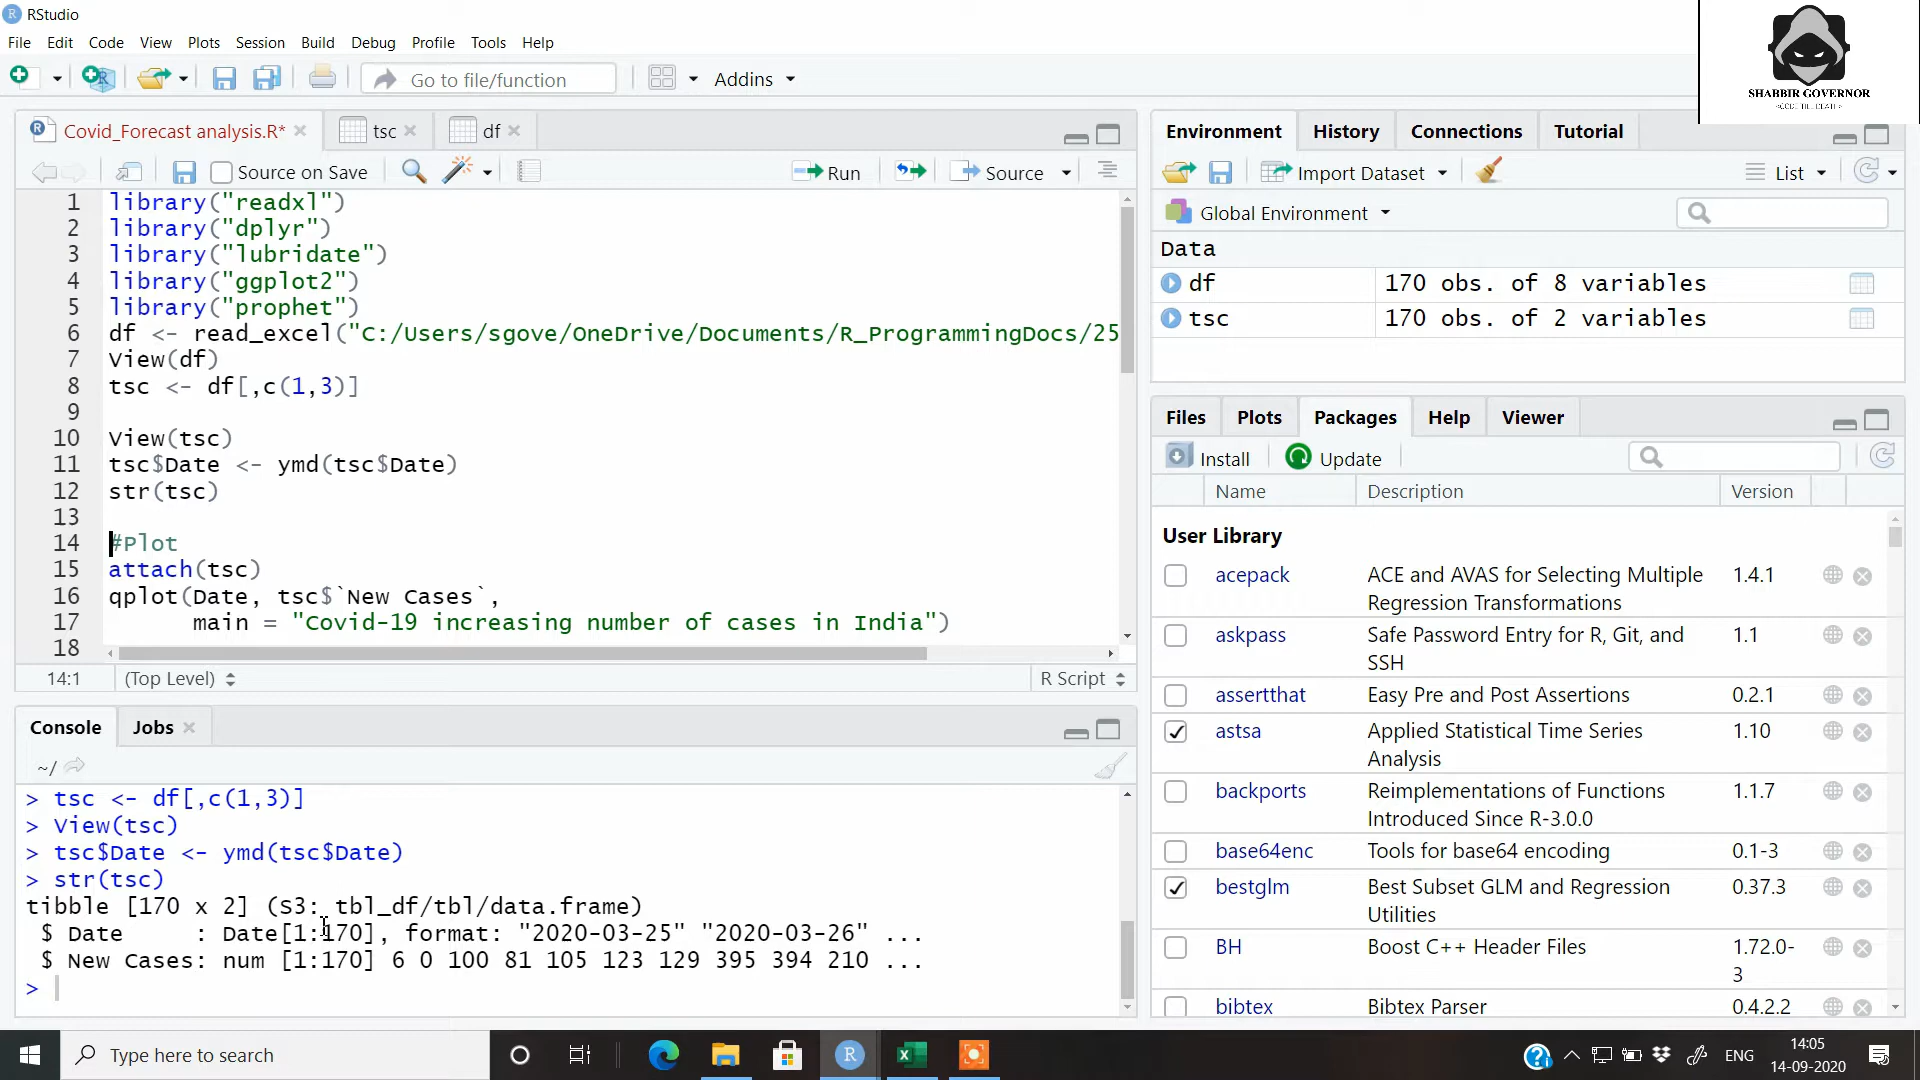 RStudio
File Edit Code View Plots Session Build Debug Profile Tools Help
Go to file/function
Addins
SHABBIR GOVERNOR
Covid_Forecast analysis.R*
tsc
df
Source on Save
Run
Source
1 library("readxl")
2 library("dplyr")
3 library("lubridate")
4 library("ggplot2")
5 library("prophet")
6 df <- read_excel("C:/Users/sgove/OneDrive/Documents/R_ProgrammingDocs/25
7 View(df)
8 tsc <- df[,c(1,3)]
9
10 View(tsc)
11 tsc$Date <- ymd(tsc$Date)
12 str(tsc)
13
14 #Plot
15 attach(tsc)
16 qplot(Date, tsc$`New Cases`,
17 main = "Covid-19 increasing number of cases in India")
18
14:1 (Top Level) R Script
Console Jobs
~/
> tsc <- df[,c(1,3)]
> View(tsc)
> tsc$Date <- ymd(tsc$Date)
> str(tsc)
tibble [170 x 2] (S3: tbl_df/tbl/data.frame)
$ Date : Date[1:170], format: "2020-03-25" "2020-03-26" ...
$ New Cases: num [1:170] 6 0 100 81 105 123 129 395 394 210 ...
>
Environment History Connections Tutorial
Import Dataset List
Global Environment
Data
df 170 obs. of 8 variables
tsc 170 obs. of 2 variables
Files Plots Packages Help Viewer
Install Update
Name Description Version
User Library
acepack ACE and AVAS for Selecting Multiple 1.4.1
Regression Transformations
askpass Safe Password Entry for R, Git, and 1.1
SSH
assertthat Easy Pre and Post Assertions 0.2.1
astsa Applied Statistical Time Series 1.10
Analysis
backports Reimplementations of Functions 1.1.7
Introduced Since R-3.0.0
base64enc Tools for base64 encoding 0.1-3
bestglm Best Subset GLM and Regression 0.37.3
Utilities
BH Boost C++ Header Files 1.72.0-
3
bibtex Bibtex Parser 0.4.2.2
Type here to search
ENG
14:05
14-09-2020